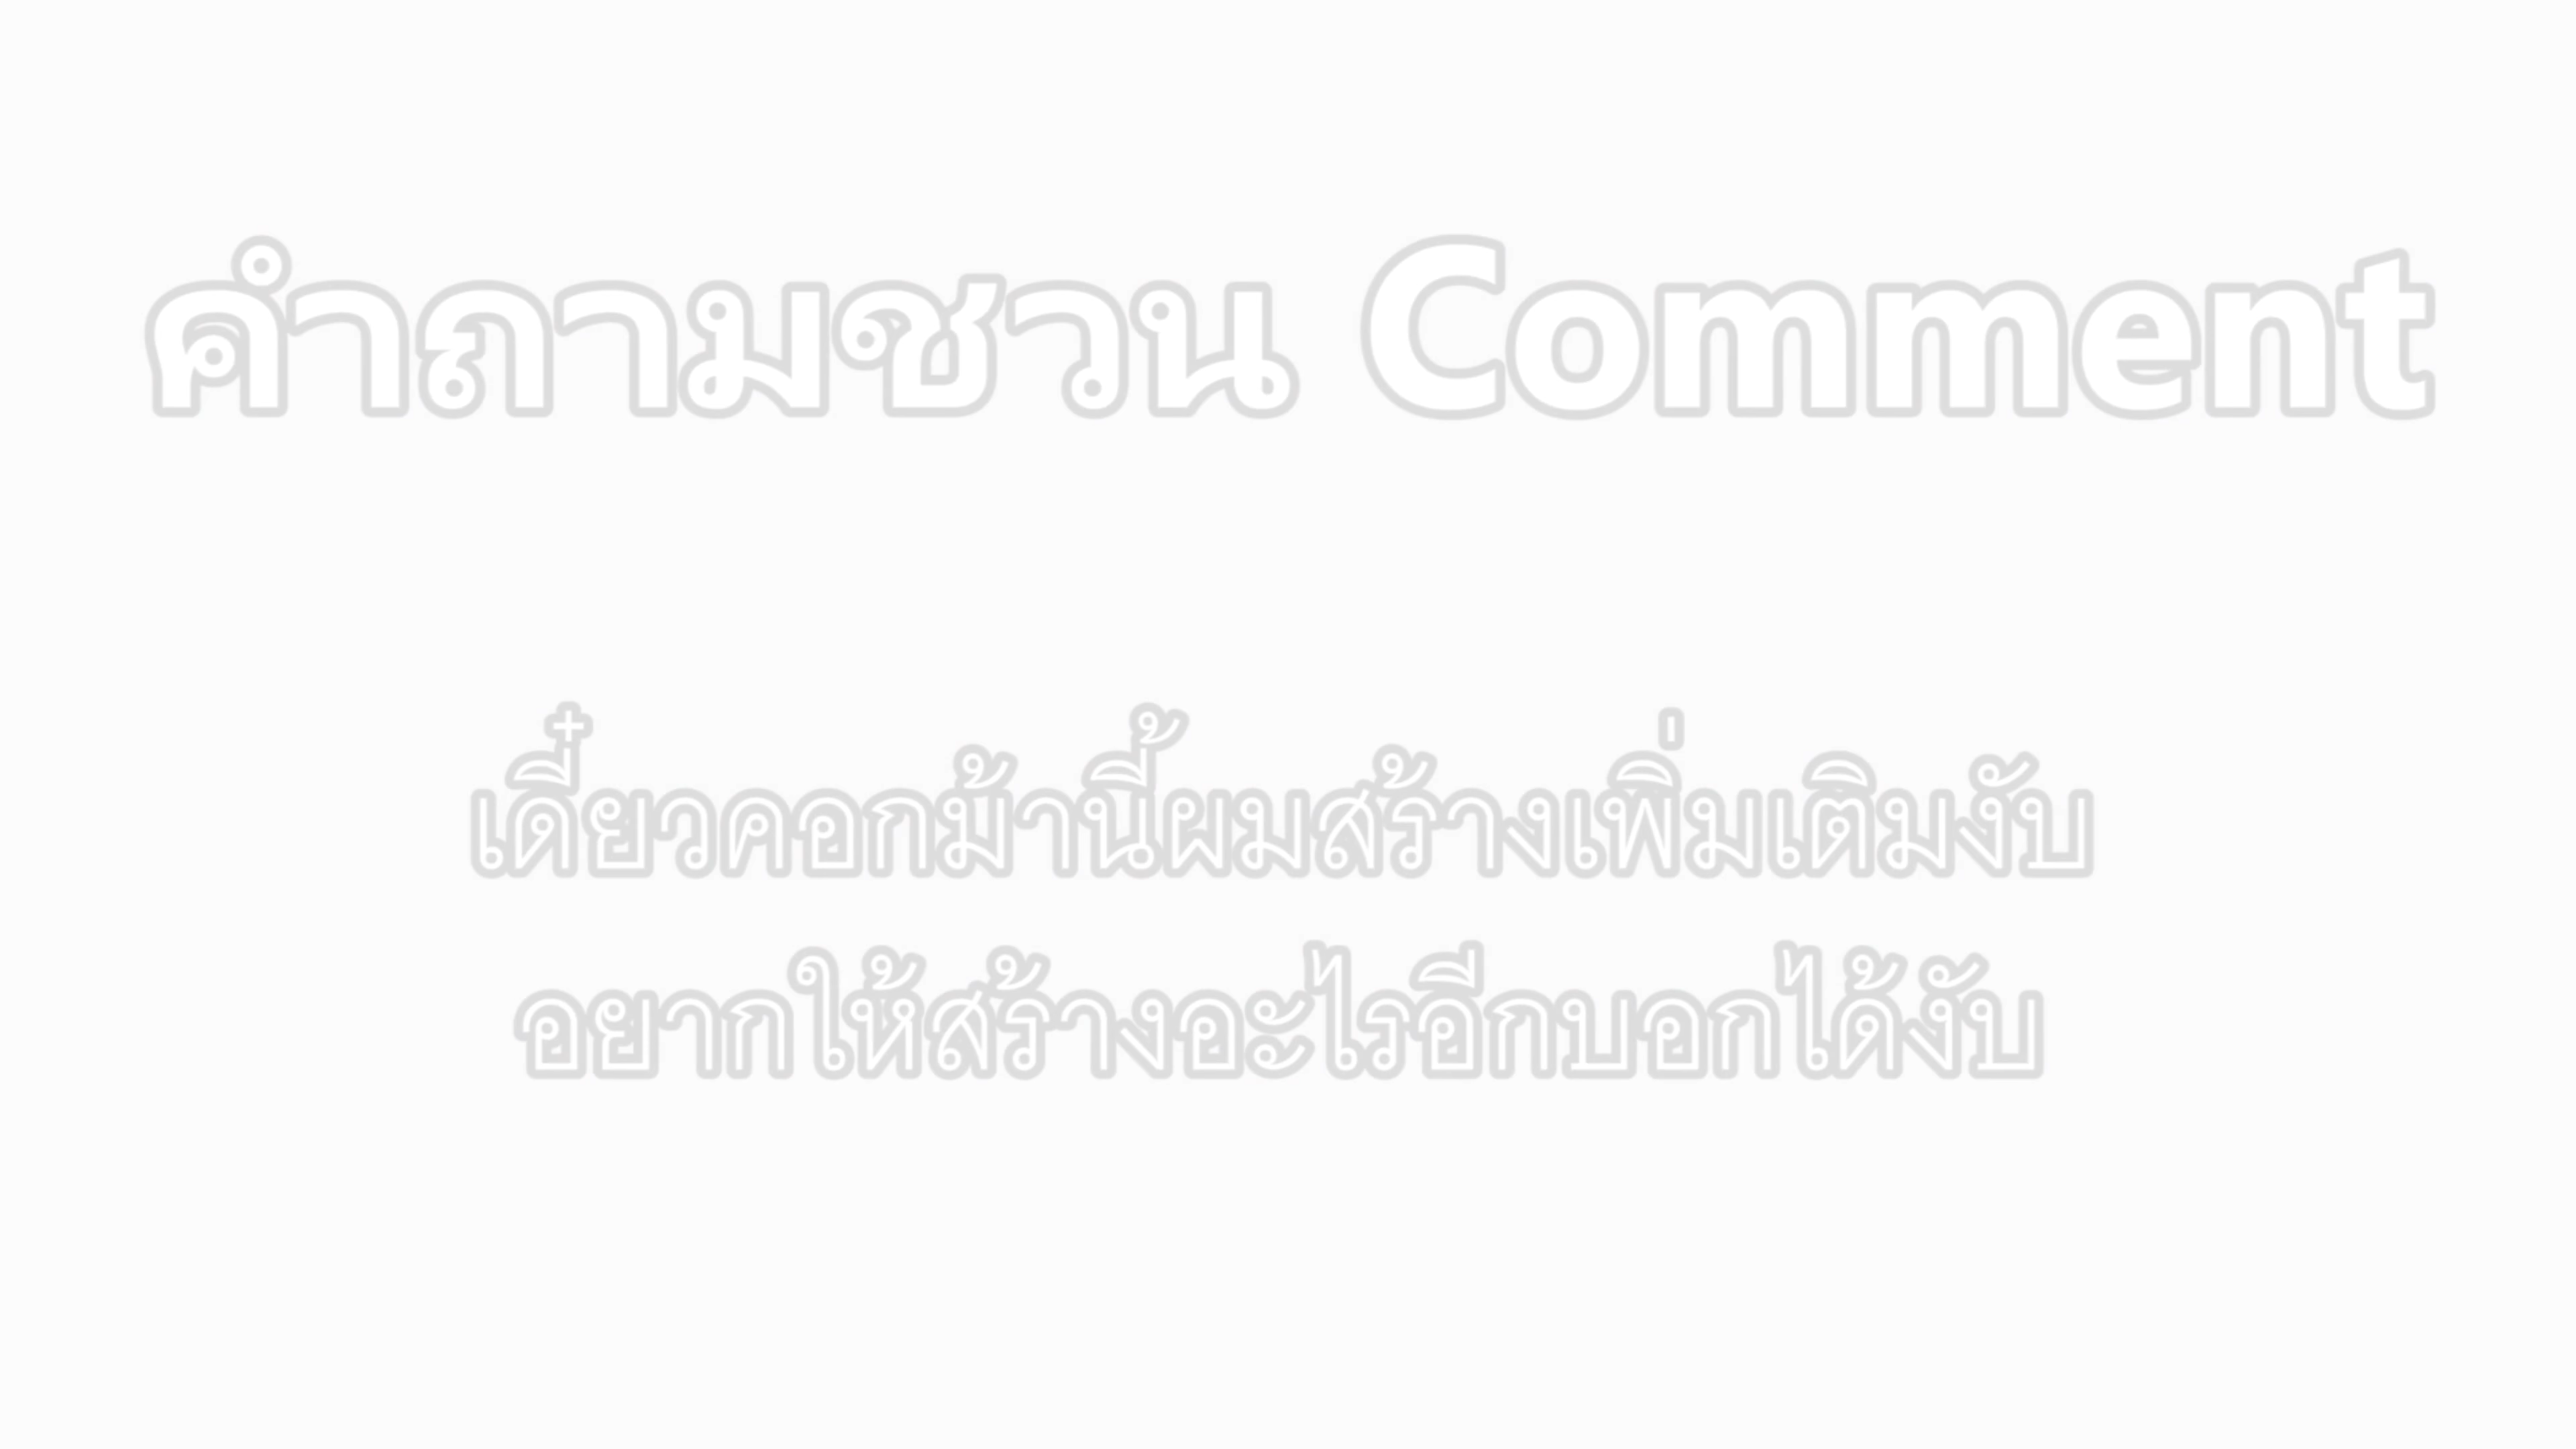 คำถามชวน Comment
เดี๋ยวคอกม้านี้ผมสร้างเพิ่มเติมงับ
อยากให้สร้างอะไรอีกบอกได้งับ